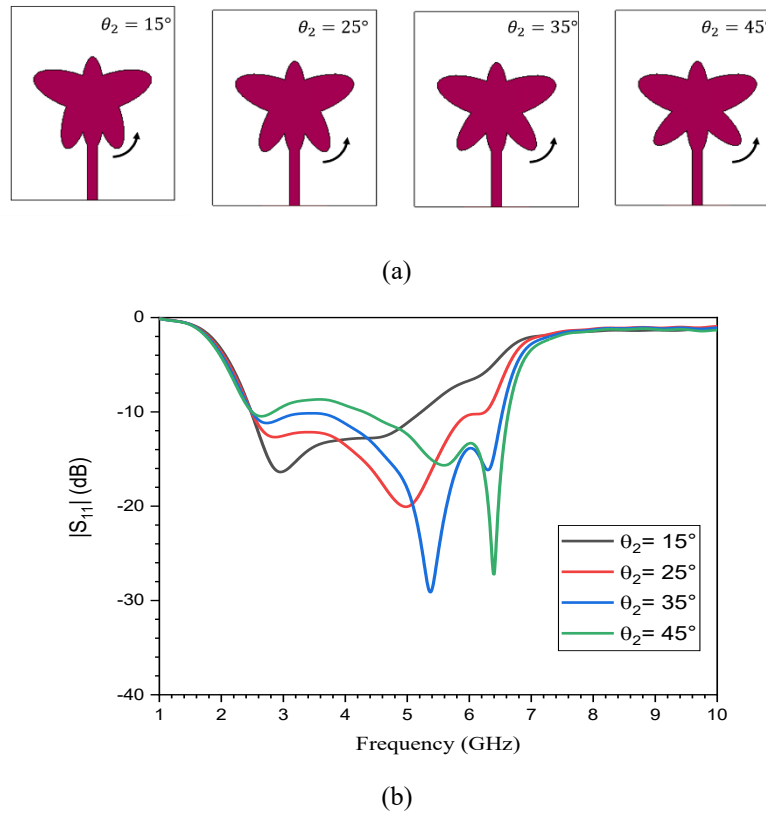 θ₂ = 15° θ₂ = 25° θ₂ = 35° θ₂ = 45°
(a)
0
-10
-20
-30
-40
|S₁₁| (dB)
θ₂= 15°
θ₂= 25°
θ₂= 35°
θ₂= 45°
1 2 3 4 5 6 7 8 9 10
Frequency (GHz)
(b)